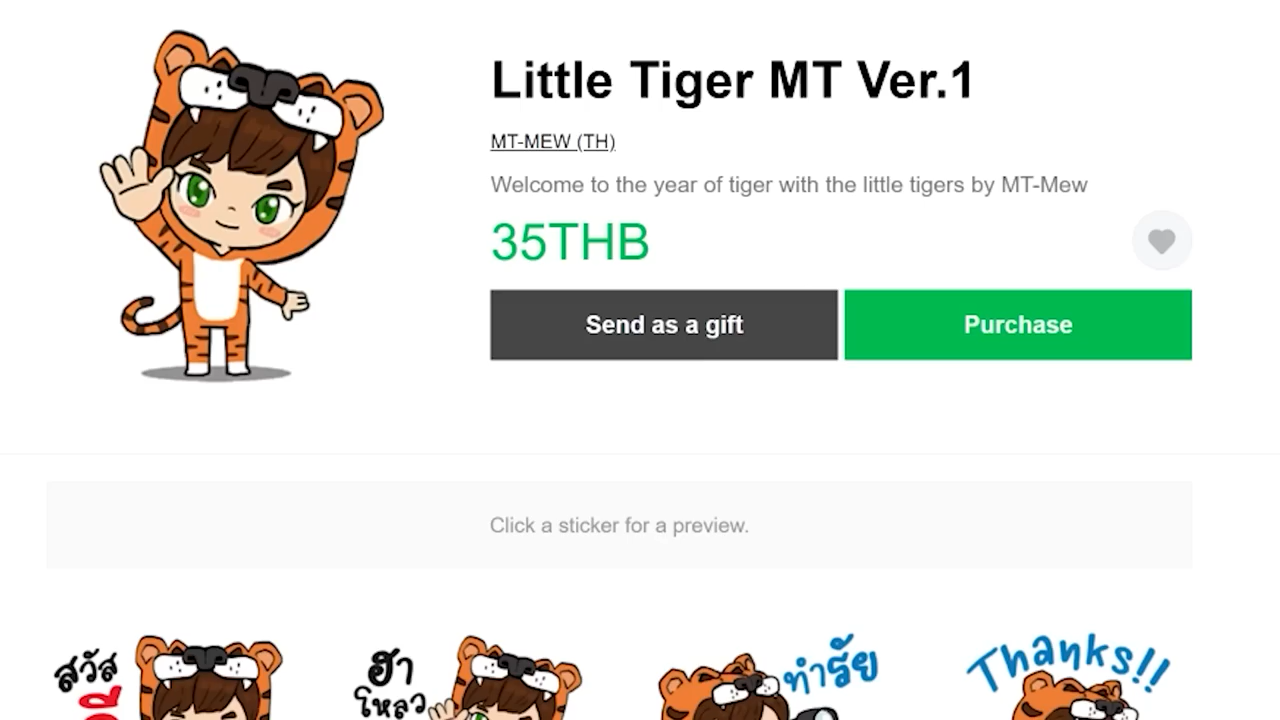 Little Tiger MT Ver.1
MT-MEW (TH)
Welcome to the year of tiger with the little tigers by MT-Mew
35THB
Send as a gift
Purchase
Click a sticker for a preview.
สวัส
ฮา
โหลว
ทำรัย
Thanks!!